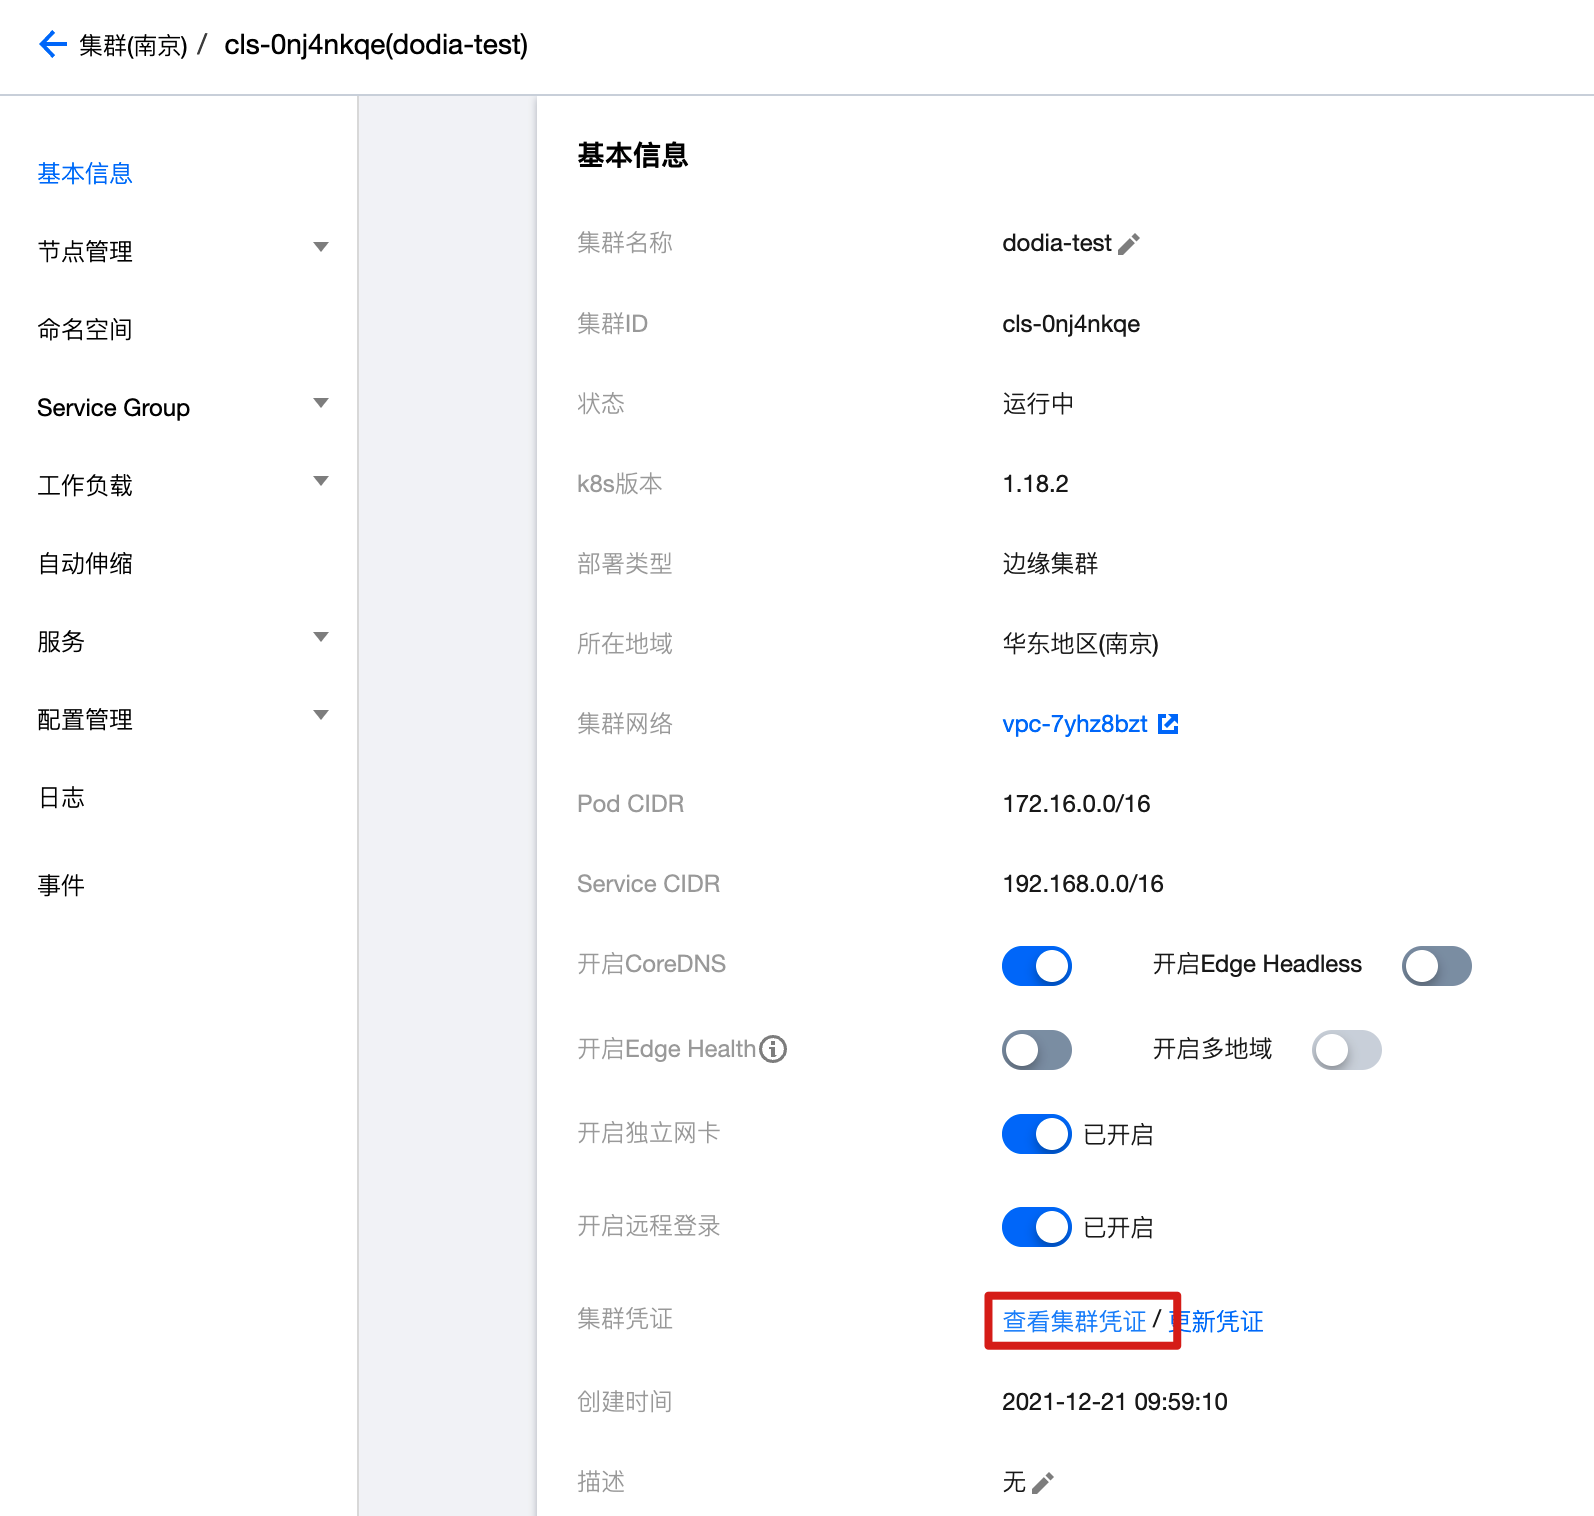 集群(南京) / cls-0nj4nkqe(dodia-test)
基本信息
节点管理
命名空间
Service Group
工作负载
自动伸缩
服务
配置管理
日志
事件
基本信息
集群名称 dodia-test
集群ID cls-0nj4nkqe
状态 运行中
k8s版本 1.18.2
部署类型 边缘集群
所在地域 华东地区(南京)
集群网络 vpc-7yhz8bzt
Pod CIDR 172.16.0.0/16
Service CIDR 192.168.0.0/16
开启CoreDNS 开启Edge Headless
开启Edge Health 开启多地域
开启独立网卡 已开启
开启远程登录 已开启
集群凭证 查看集群凭证 / 更新凭证
创建时间 2021-12-21 09:59:10
描述 无